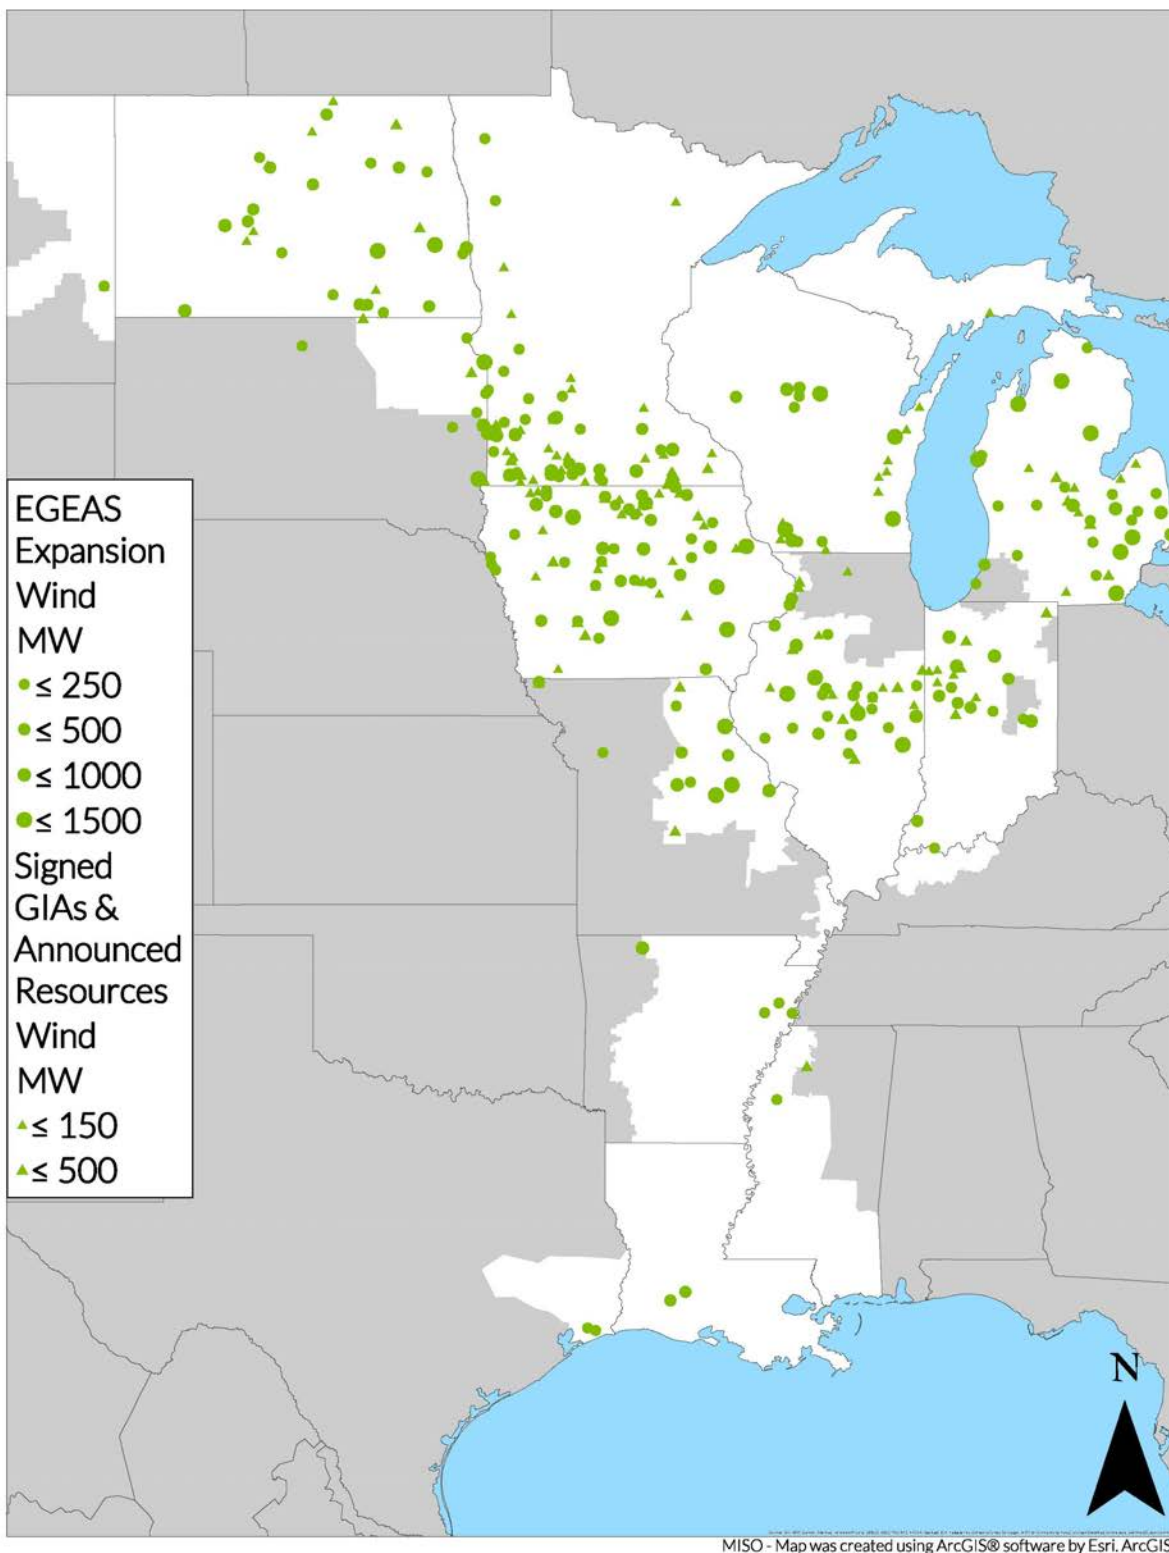 EGEAS
Expansion
Wind
MW
≤ 250
≤ 500
≤ 1000
≤ 1500
Signed
GIAs &
Announced
Resources
Wind
MW
≤ 150
≤ 500
N
MISO - Map was created using ArcGIS® software by Esri. ArcGIS